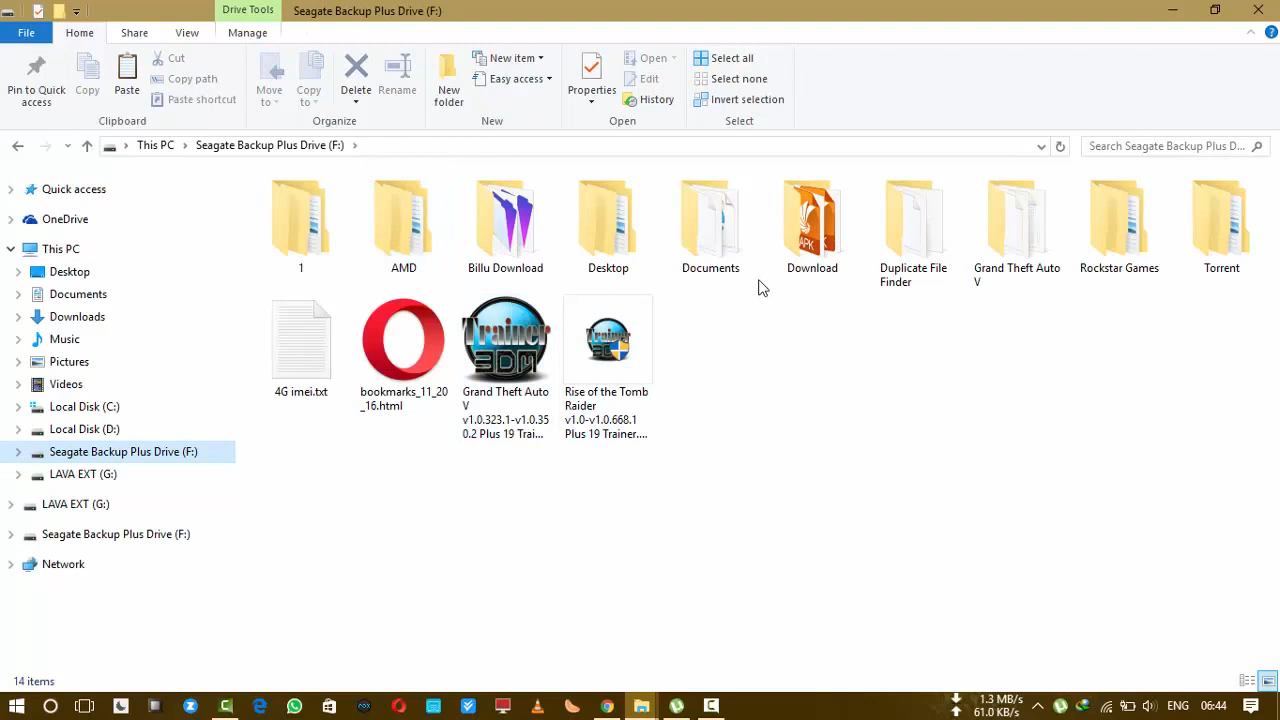 Drive Tools
Seagate Backup Plus Drive (F:)
File
Home
Share
View
Manage
Pin to Quick access
Copy
Paste
Cut
Copy path
Paste shortcut
Clipboard
Move to
Copy to
Delete
Rename
Organize
New folder
New item
Easy access
New
Properties
Open
Edit
History
Open
Select all
Select none
Invert selection
Select
This PC
Seagate Backup Plus Drive (F:)
Search Seagate Backup Plus D...
Quick access
OneDrive
This PC
Desktop
Documents
Downloads
Music
Pictures
Videos
Local Disk (C:)
Local Disk (D:)
Seagate Backup Plus Drive (F:)
LAVA EXT (G:)
LAVA EXT (G:)
Seagate Backup Plus Drive (F:)
Network
1
AMD
Billu Download
Desktop
Documents
APK
Download
Duplicate File
Finder
Grand Theft Auto
V
Rockstar Games
Torrent
4G imei.txt
bookmarks_11_20
_16.html
Trainer
3DM
Grand Theft Auto
V
v1.0.323.1-v1.0.35
0.2 Plus 19 Trai...
Trainer
Rise of the Tomb
Raider
v1.0-v1.0.668.1
Plus 19 Trainer....
14 items
1.3 MB/s
61.0 KB/s
ENG
06:44